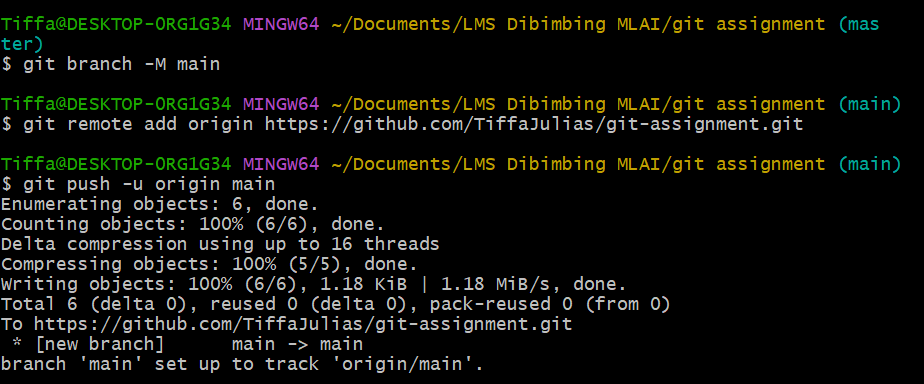 Tiffa@DESKTOP-ORG1G34 MINGW64 ~/Documents/LMS Dibimbing MLAI/git assignment (mas
ter)
$ git branch -M main
Tiffa@DESKTOP-ORG1G34 MINGW64 ~/Documents/LMS Dibimbing MLAI/git assignment (main)
$ git remote add origin https://github.com/TiffaJulias/git-assignment.git
Tiffa@DESKTOP-ORG1G34 MINGW64 ~/Documents/LMS Dibimbing MLAI/git assignment (main)
$ git push -u origin main
Enumerating objects: 6, done.
Counting objects: 100% (6/6), done.
Delta compression using up to 16 threads
Compressing objects: 100% (5/5), done.
Writing objects: 100% (6/6), 1.18 KiB | 1.18 MiB/s, done.
Total 6 (delta 0), reused 0 (delta 0), pack-reused 0 (from 0)
To https://github.com/TiffaJulias/git-assignment.git
 * [new branch]      main -> main
branch 'main' set up to track 'origin/main'.